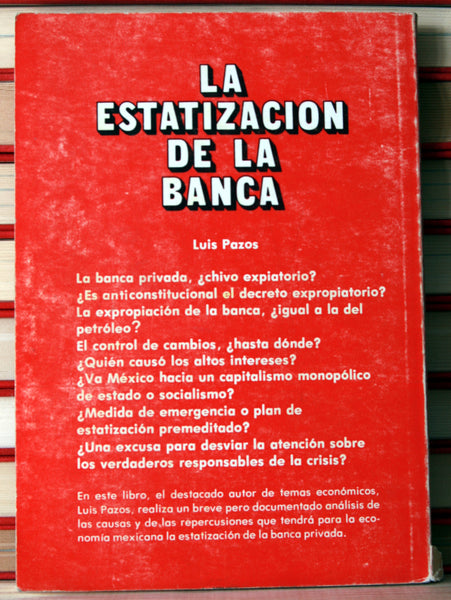 LA
ESTATIZACION
DE LA
BANCA
Luis Pazos
La banca privada, ¿chivo expiatorio?
¿Es anticonstitucional el decreto expropiatorio?
La expropiación de la banca, ¿igual a la del
petróleo?
El control de cambios, ¿hasta dónde?
¿Quién causó los altos intereses?
¿Va México hacia un capitalismo monopólico
de estado o socialismo?
¿Medida de emergencia o plan de
estatización premeditado?
¿Una excusa para desviar la atención sobre
los verdaderos responsables de la crisis?
En este libro, el destacado autor de temas económicos,
Luis Pazos, realiza un breve pero documentado análisis de
las causas y de las repercusiones que tendrá para la eco-
nomía mexicana la estatización de la banca privada.